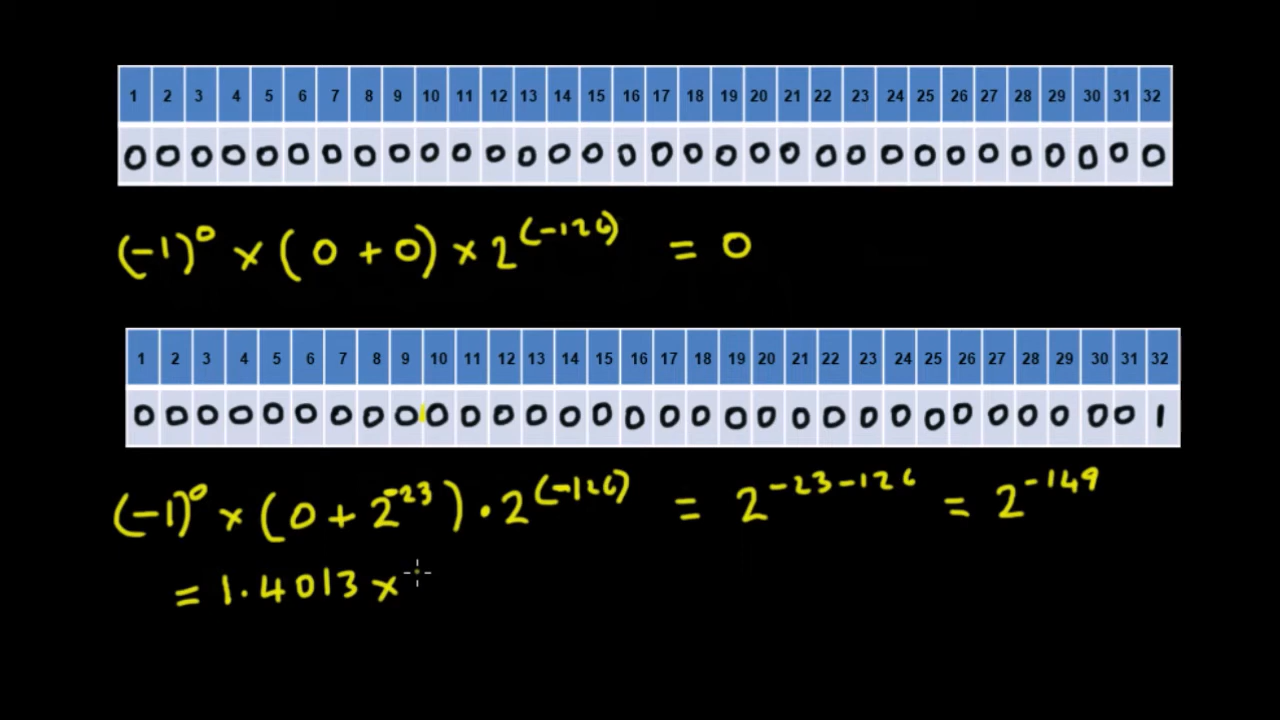 1 2 3 4 5 6 7 8 9 10 11 12 13 14 15 16 17 18 19 20 21 22 23 24 25 26 27 28 29 30 31 32
0 0 0 0 0 0 0 0 0 0 0 0 0 0 0 0 0 0 0 0 0 0 0 0 0 0 0 0 0 0 0 0
(-1)^0 × (0 + 0) × 2^(-126) = 0
1 2 3 4 5 6 7 8 9 10 11 12 13 14 15 16 17 18 19 20 21 22 23 24 25 26 27 28 29 30 31 32
0 0 0 0 0 0 0 0 0 0 0 0 0 0 0 0 0 0 0 0 0 0 0 0 0 0 0 0 0 0 0 1
(-1)^0 × (0 + 2^-23) · 2^(-126) = 2^-23-126 = 2^-149
= 1.4013 ×